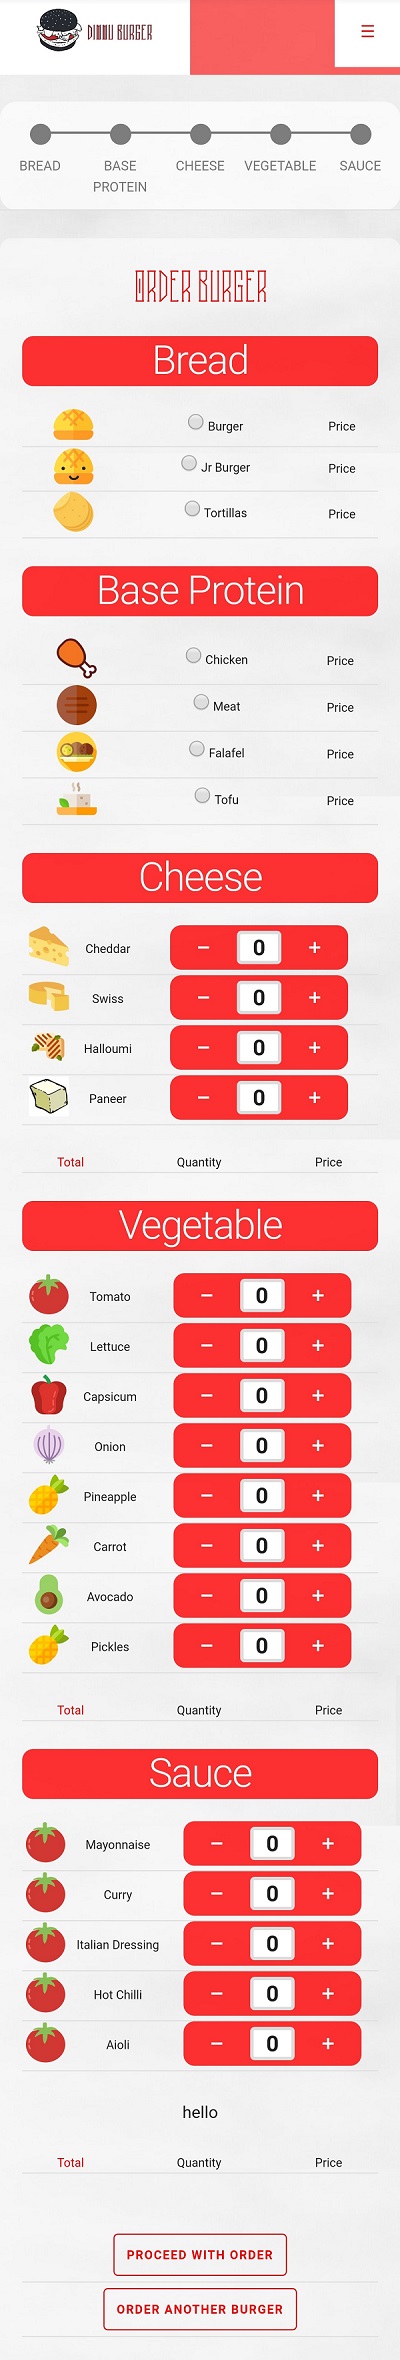 DINNU BURGER
☰
BREAD
BASE
PROTEIN
CHEESE
VEGETABLE
SAUCE
ORDER BURGER
Bread
Burger Price
Jr Burger Price
Tortillas Price
Base Protein
Chicken Price
Meat Price
Falafel Price
Tofu Price
Cheese
Cheddar − 0 +
Swiss − 0 +
Halloumi − 0 +
Paneer − 0 +
Total Quantity Price
Vegetable
Tomato − 0 +
Lettuce − 0 +
Capsicum − 0 +
Onion − 0 +
Pineapple − 0 +
Carrot − 0 +
Avocado − 0 +
Pickles − 0 +
Total Quantity Price
Sauce
Mayonnaise − 0 +
Curry − 0 +
Italian Dressing − 0 +
Hot Chilli − 0 +
Aioli − 0 +
hello
Total Quantity Price
PROCEED WITH ORDER
ORDER ANOTHER BURGER